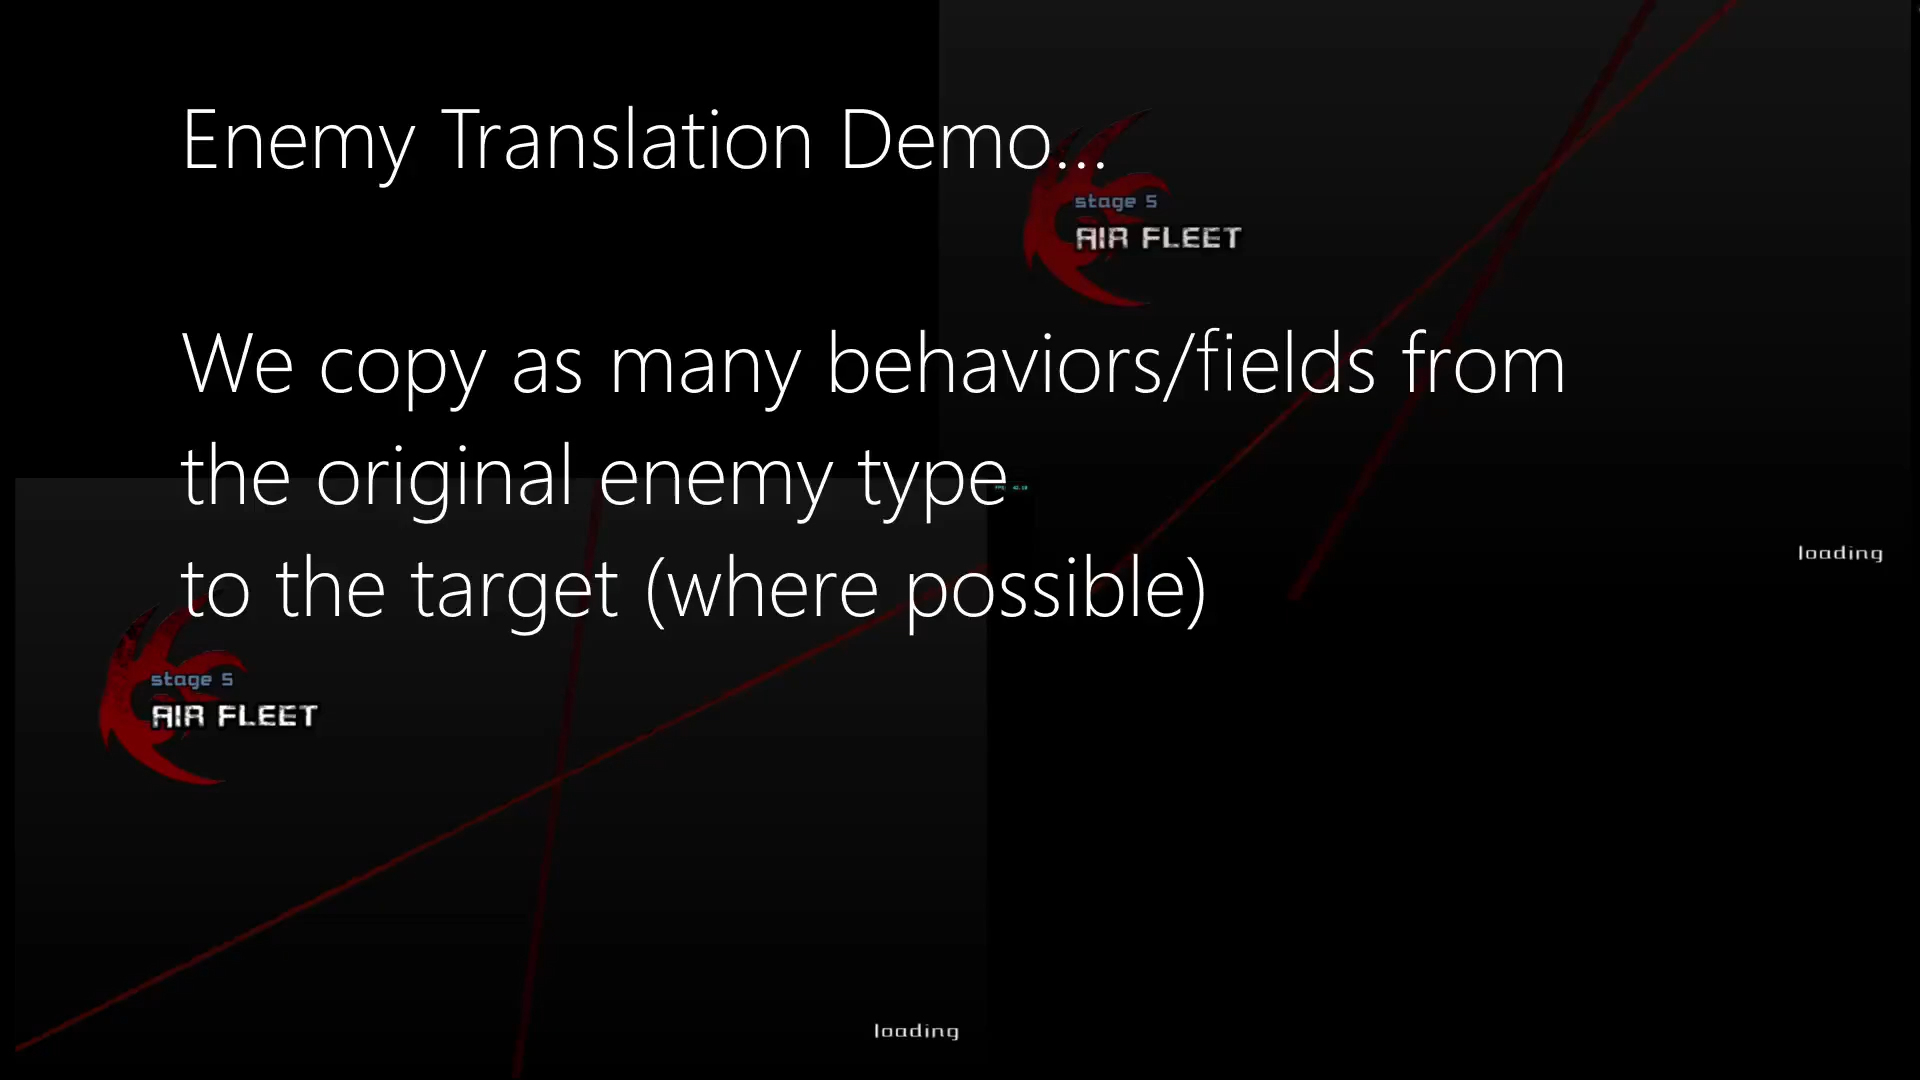 Enemy Translation Demo...
stage 5
AIR FLEET
We copy as many behaviors/fields from
the original enemy type
to the target (where possible)
loading
stage 5
AIR FLEET
loading